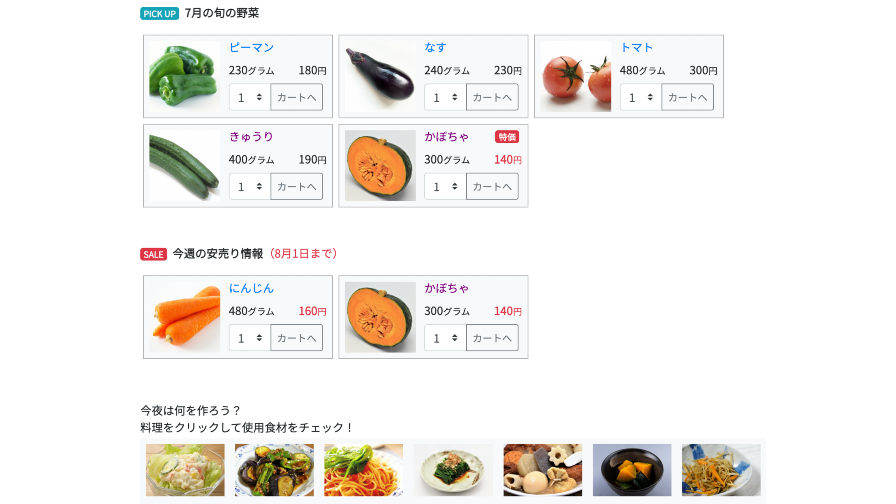 PICK UP 7月の旬の野菜
ピーマン
230グラム 180円
1 カートへ
なす
240グラム 230円
1 カートへ
トマト
480グラム 300円
1 カートへ
きゅうり
400グラム 190円
1 カートへ
かぼちゃ 特価
300グラム 140円
1 カートへ
SALE 今週の安売り情報（8月1日まで）
にんじん
480グラム 160円
1 カートへ
かぼちゃ
300グラム 140円
1 カートへ
今夜は何を作ろう？
料理をクリックして使用食材をチェック！